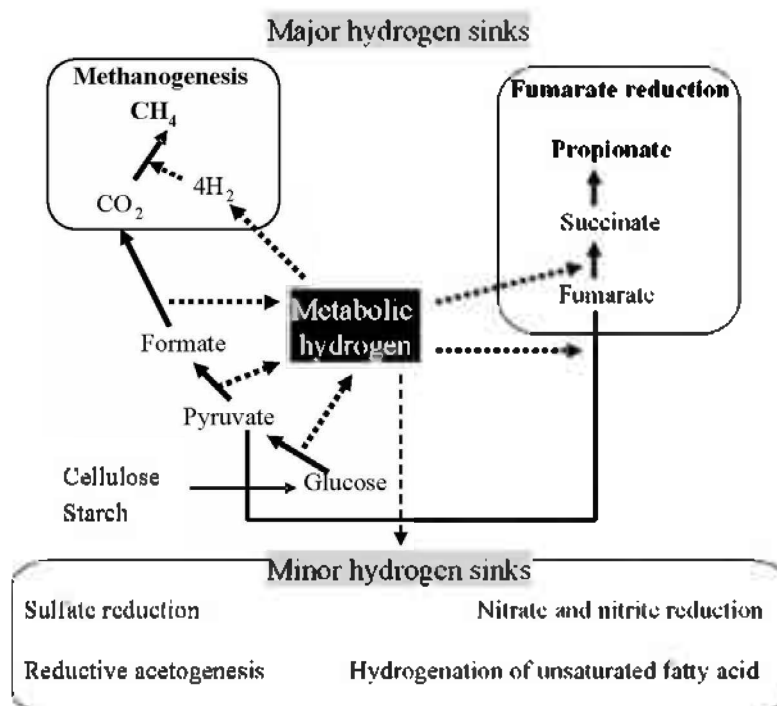 Major hydrogen sinks
Methanogenesis
CH₄
CO₂
4H₂
Fumarate reduction
Propionate
Succinate
Fumarate
Metabolic
hydrogen
Formate
Pyruvate
Glucose
Cellulose
Starch
Minor hydrogen sinks
Sulfate reduction
Nitrate and nitrite reduction
Reductive acetogenesis
Hydrogenation of unsaturated fatty acid